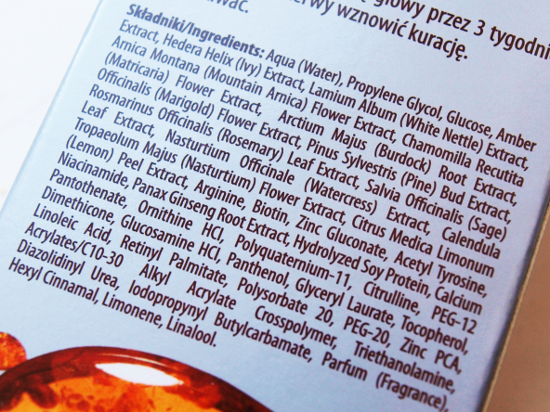 głowy przez 3 tygodni
wznowić kurację.
Składniki/Ingredients: Aqua (Water), Propylene Glycol, Glucose, Amber
Extract, Hedera Helix (Ivy) Extract, Lamium Album (White Nettle) Extract,
Arnica Montana (Mountain Arnica) Flower Extract, Chamomilla Recutita
(Matricaria) Flower Extract, Arctium Majus (Burdock) Root Extract,
Officinalis (Marigold) Flower Extract, Pinus Sylvestris (Pine) Bud Extract,
Rosmarinus Officinalis (Rosemary) Leaf Extract, Salvia Officinalis (Sage)
Leaf Extract, Nasturtium Officinale (Watercress) Extract, Calendula
Tropaeolum Majus (Nasturtium) Flower Extract, Citrus Medica Limonum
(Lemon) Peel Extract, Arginine, Biotin, Zinc Gluconate, Acetyl Tyrosine,
Niacinamide, Panax Ginseng Root Extract, Hydrolyzed Soy Protein, Calcium
Pantothenate, Ornithine HCl, Polyquaternium-11, Citrulline, PEG-12
Dimethicone, Glucosamine HCl, Panthenol, Glyceryl Laurate, Tocopherol,
Linoleic Acid, Retinyl Palmitate, Polysorbate 20, PEG-20, Zinc PCA,
Acrylates/C10-30 Alkyl Acrylate Crosspolymer, Triethanolamine,
Diazolidinyl Urea, Iodopropynyl Butylcarbamate, Parfum (Fragrance),
Hexyl Cinnamal, Limonene, Linalool.